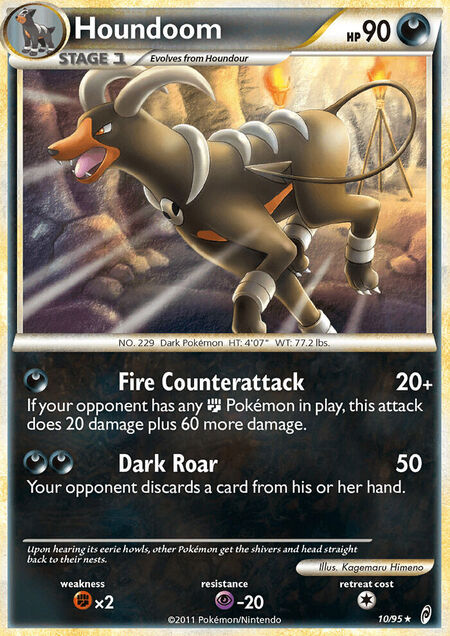 Houndoom HP 90
STAGE 1 Evolves from Houndour
NO. 229 Dark Pokémon HT: 4'07" WT: 77.2 lbs.
Fire Counterattack 20+
If your opponent has any Pokémon in play, this attack
does 20 damage plus 60 more damage.
Dark Roar 50
Your opponent discards a card from his or her hand.
Upon hearing its eerie howls, other Pokémon get the shivers and head straight
back to their nests.
Illus. Kagemaru Himeno
weakness resistance retreat cost
×2 -20
©2011 Pokémon/Nintendo 10/95 ★